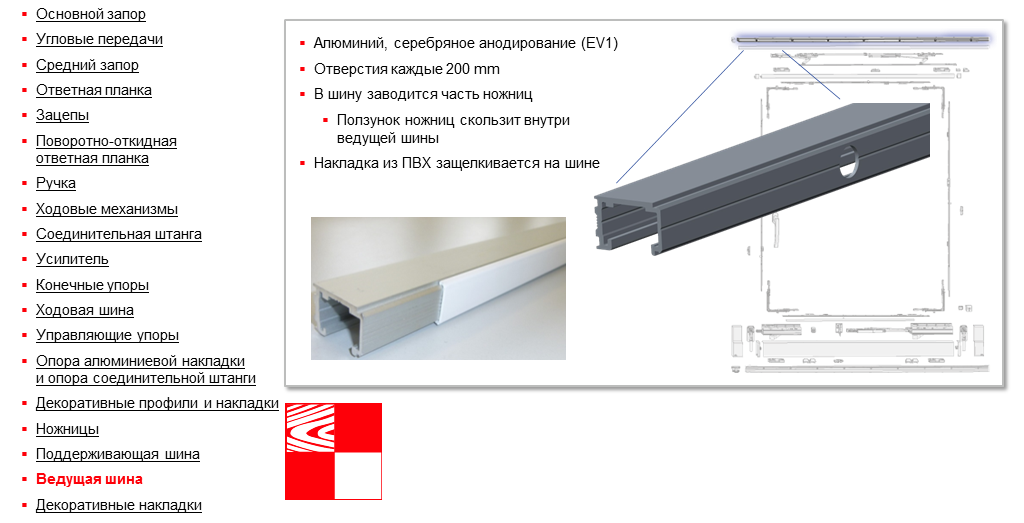 Основной запор
Угловые передачи
Средний запор
Ответная планка
Зацепы
Поворотно-откидная
ответная планка
Ручка
Ходовые механизмы
Соединительная штанга
Усилитель
Конечные упоры
Ходовая шина
Управляющие упоры
Опора алюминиевой накладки
и опора соединительной штанги
Декоративные профили и накладки
Ножницы
Поддерживающая шина
Ведущая шина
Декоративные накладки
Алюминий, серебряное анодирование (EV1)
Отверстия каждые 200 mm
В шину заводится часть ножниц
Ползунок ножниц скользит внутри
ведущей шины
Накладка из ПВХ защелкивается на шине